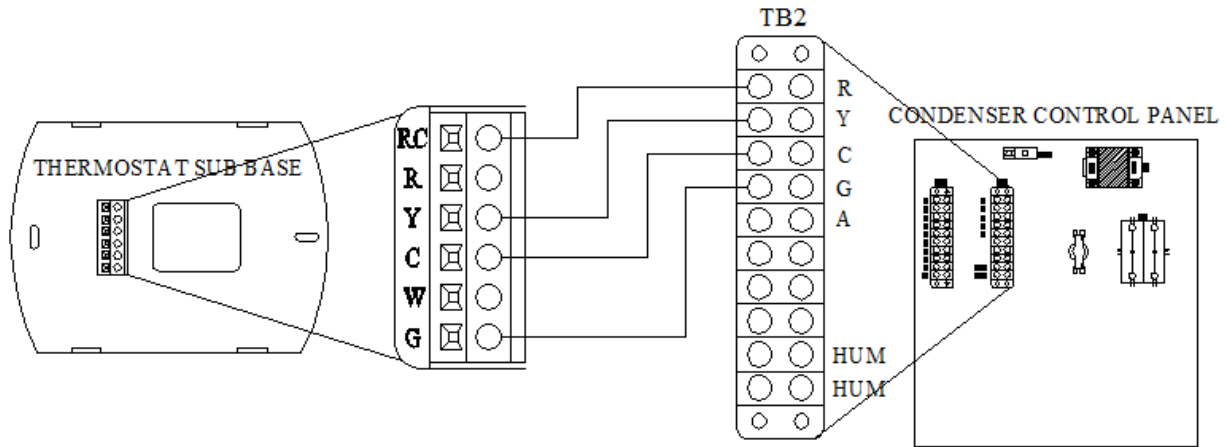 TB2
THERMOSTAT SUB BASE
RC
R
Y
C
W
G
R
Y
C
G
A
HUM
HUM
CONDENSER CONTROL PANEL